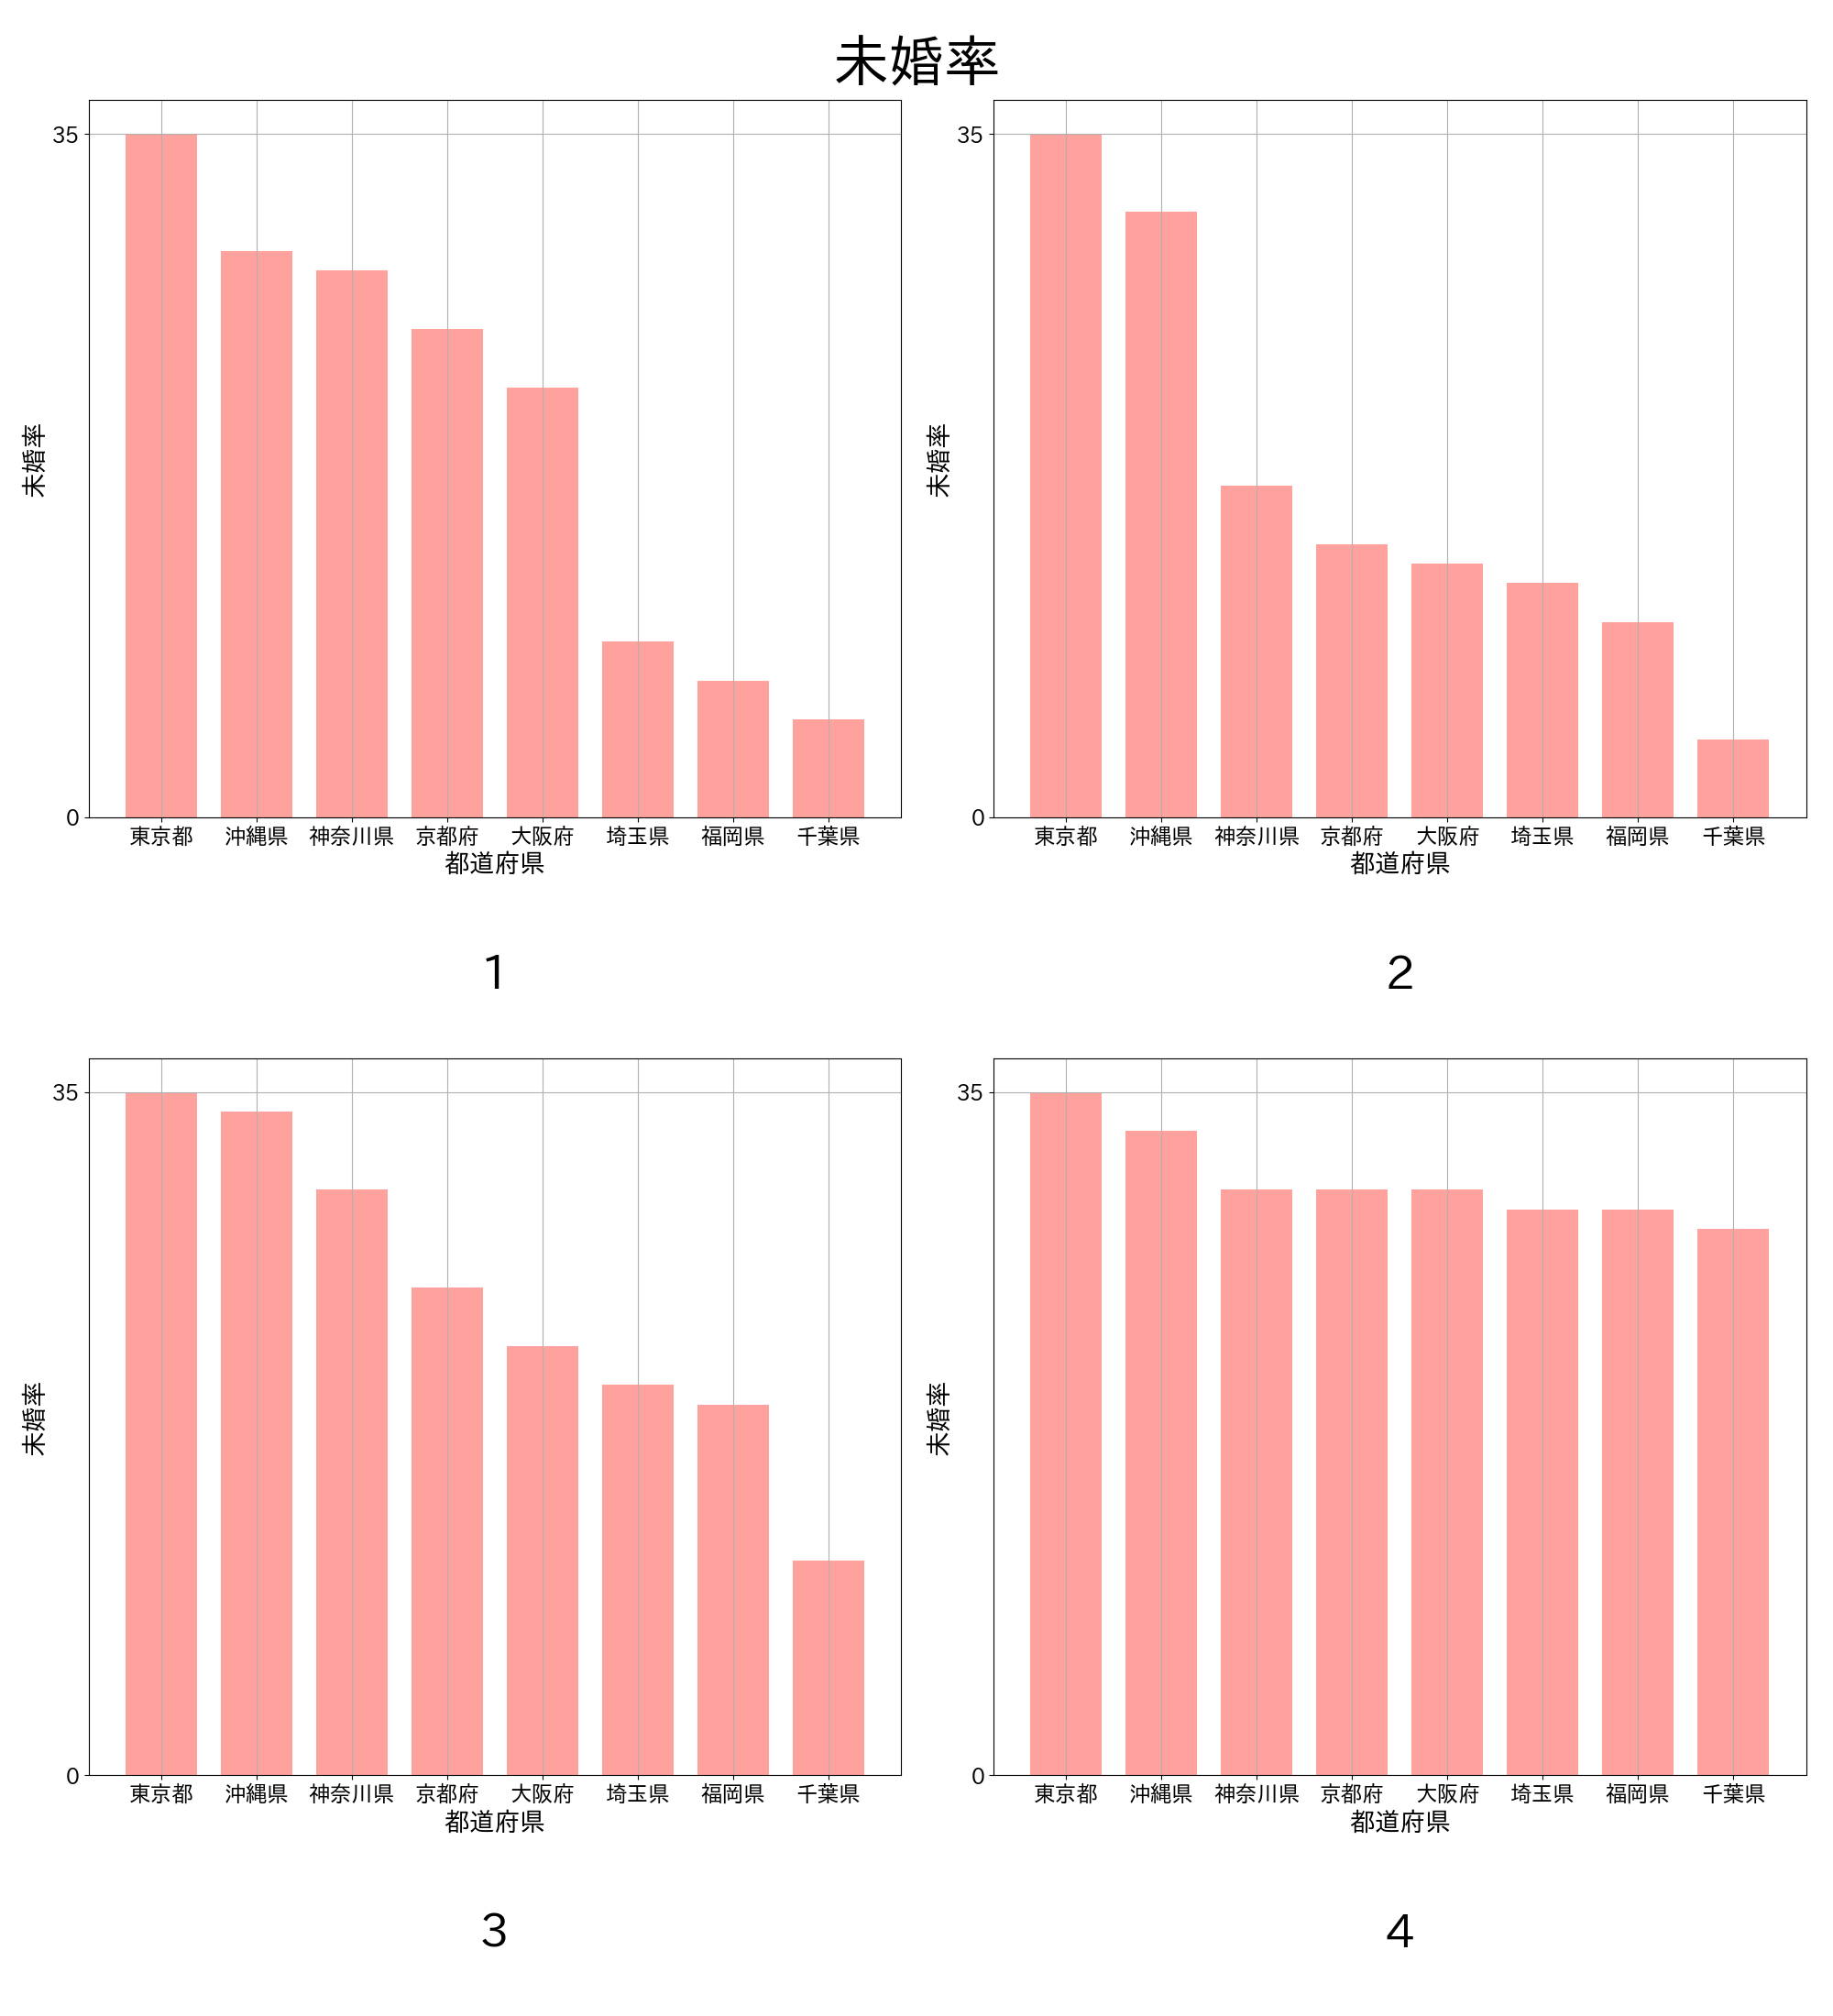 未婚率
35
0
未婚率
東京都 沖縄県 神奈川県 京都府 大阪府 埼玉県 福岡県 千葉県
都道府県
1
35
0
未婚率
東京都 沖縄県 神奈川県 京都府 大阪府 埼玉県 福岡県 千葉県
都道府県
2
35
0
未婚率
東京都 沖縄県 神奈川県 京都府 大阪府 埼玉県 福岡県 千葉県
都道府県
3
35
0
未婚率
東京都 沖縄県 神奈川県 京都府 大阪府 埼玉県 福岡県 千葉県
都道府県
4